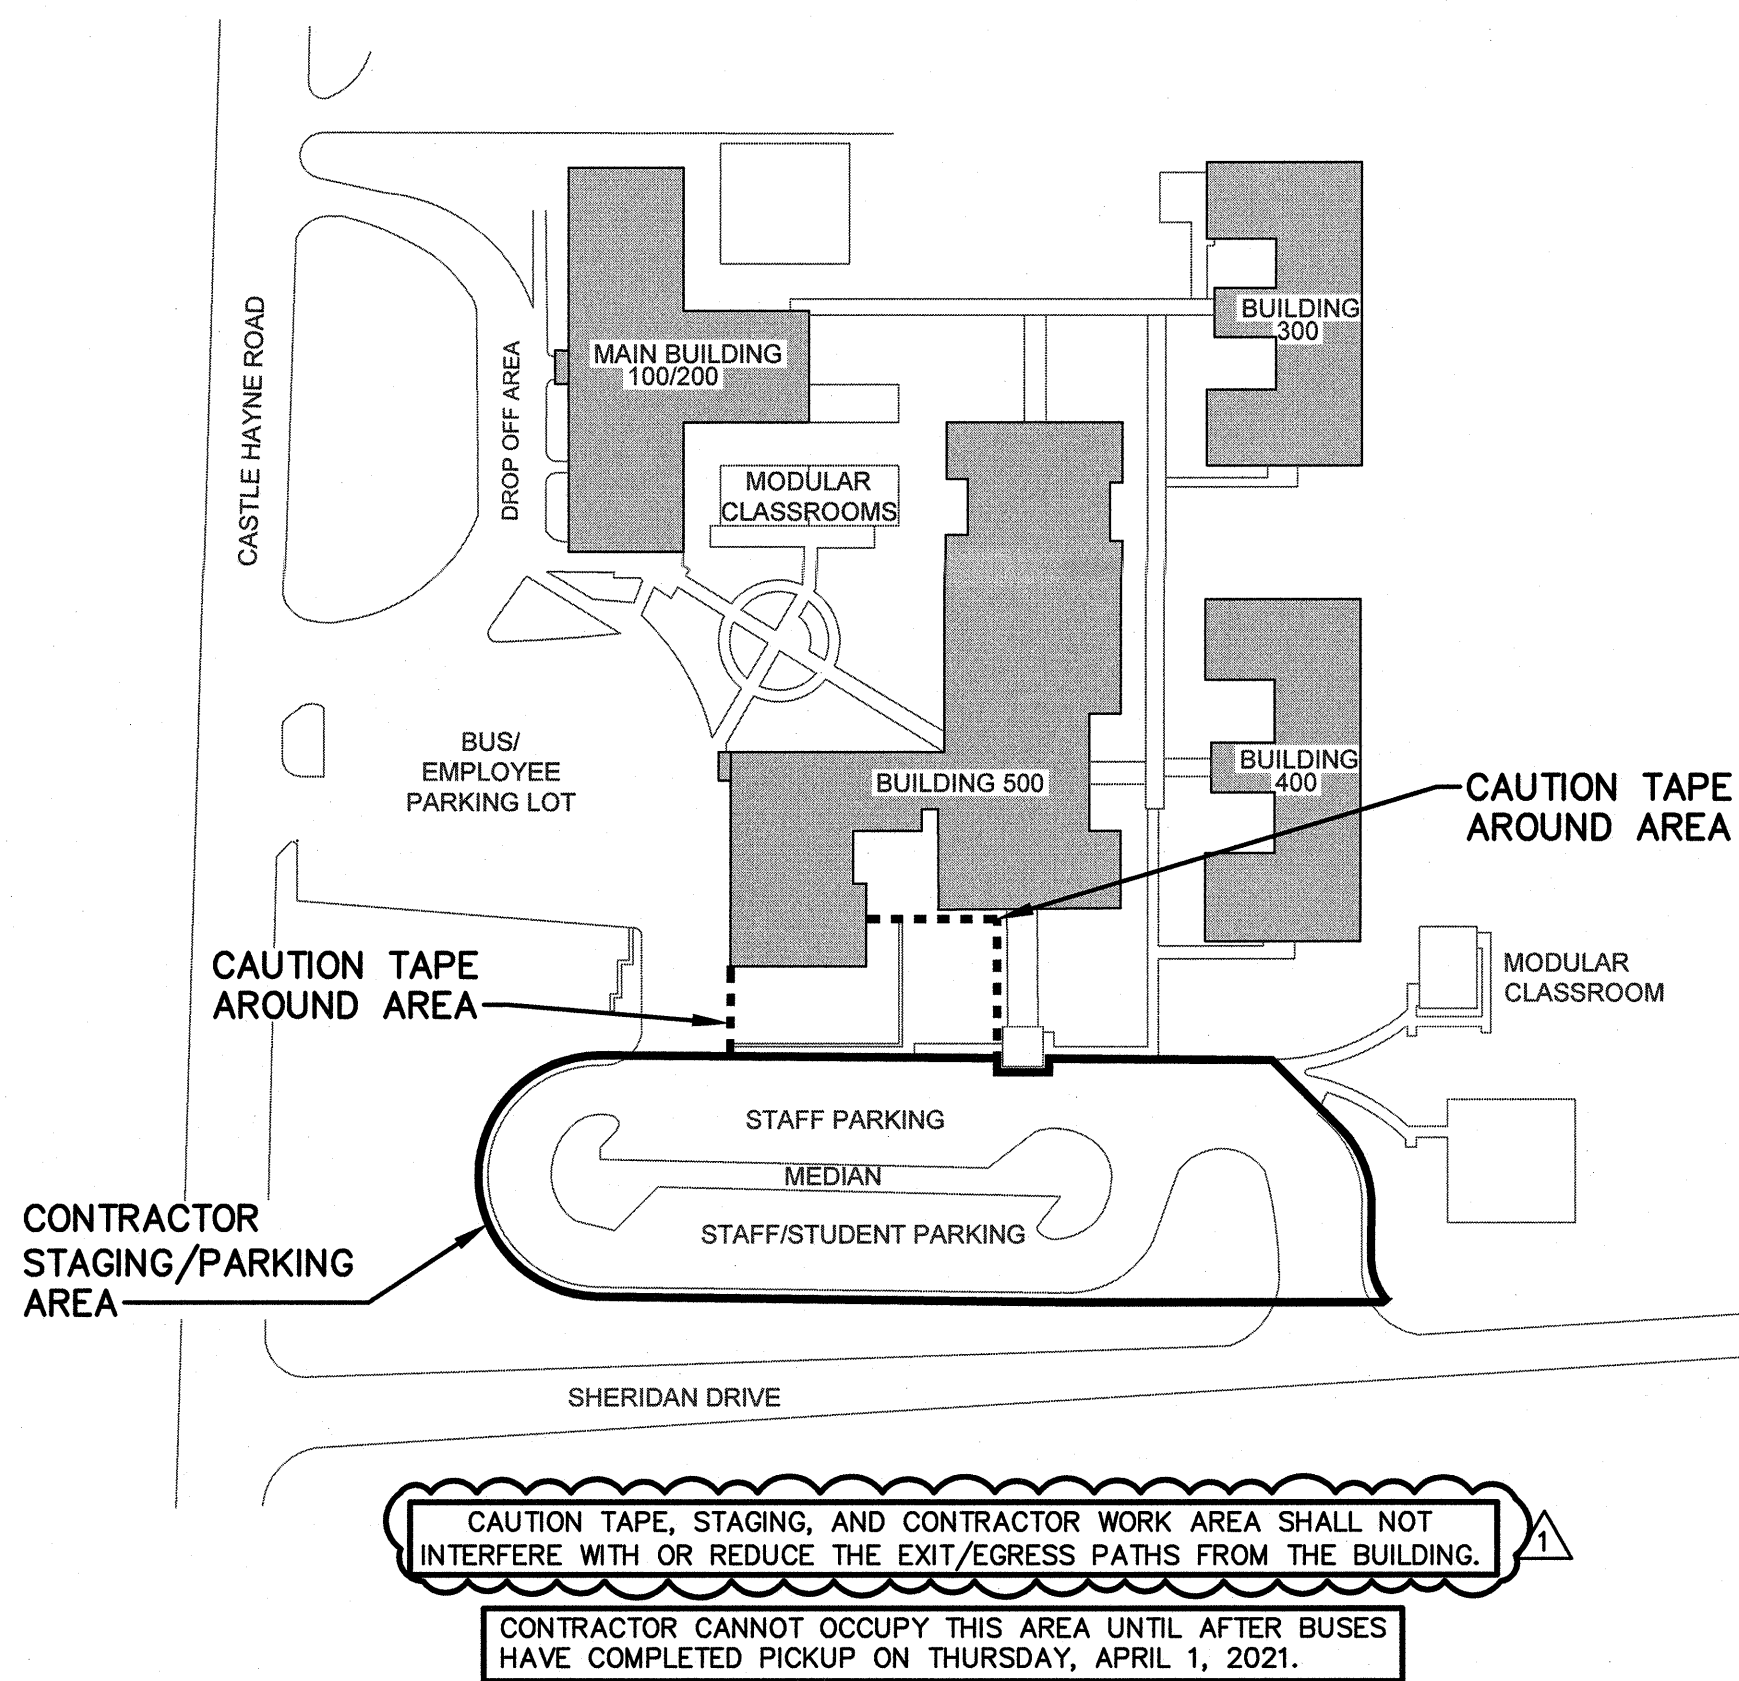 CASTLE HAYNE ROAD
DROP OFF AREA
MAIN BUILDING
100/200
BUILDING
300
MODULAR
CLASSROOMS
BUS/
EMPLOYEE
PARKING LOT
BUILDING 500
BUILDING
400
CAUTION TAPE
AROUND AREA
CAUTION TAPE
AROUND AREA
MODULAR
CLASSROOM
STAFF PARKING
MEDIAN
STAFF/STUDENT PARKING
CONTRACTOR
STAGING/PARKING
AREA
SHERIDAN DRIVE
CAUTION TAPE, STAGING, AND CONTRACTOR WORK AREA SHALL NOT
INTERFERE WITH OR REDUCE THE EXIT/EGRESS PATHS FROM THE BUILDING.
1
CONTRACTOR CANNOT OCCUPY THIS AREA UNTIL AFTER BUSES
HAVE COMPLETED PICKUP ON THURSDAY, APRIL 1, 2021.